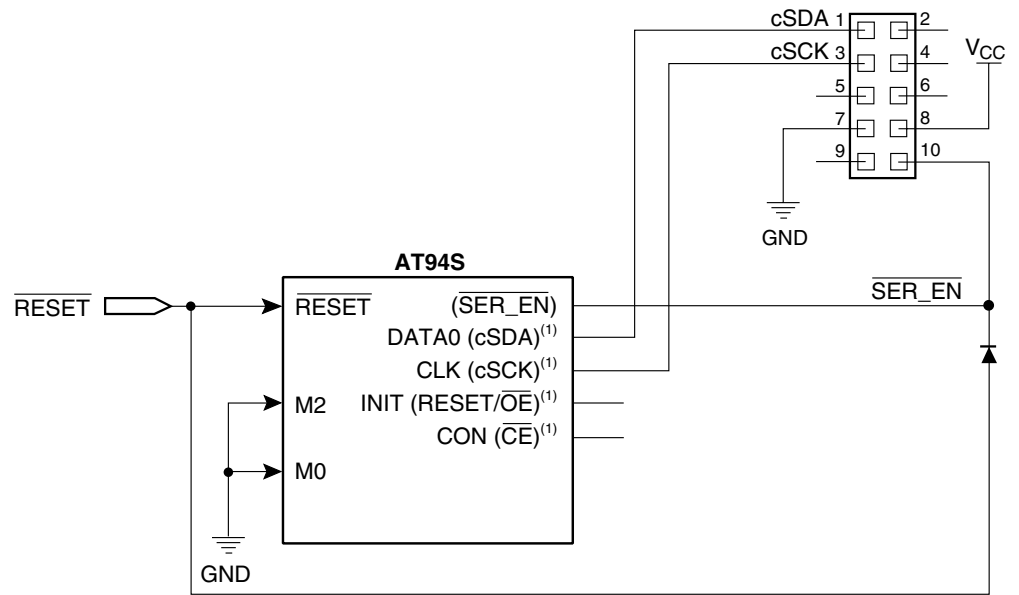 cSDA 1 2
cSCK 3 4
VCC
5 6
7 8
9 10
GND
AT94S
RESET
RESET
(SER_EN)
SER_EN
DATA0 (cSDA)(1)
CLK (cSCK)(1)
M2
INIT (RESET/OE)(1)
CON (CE)(1)
M0
GND